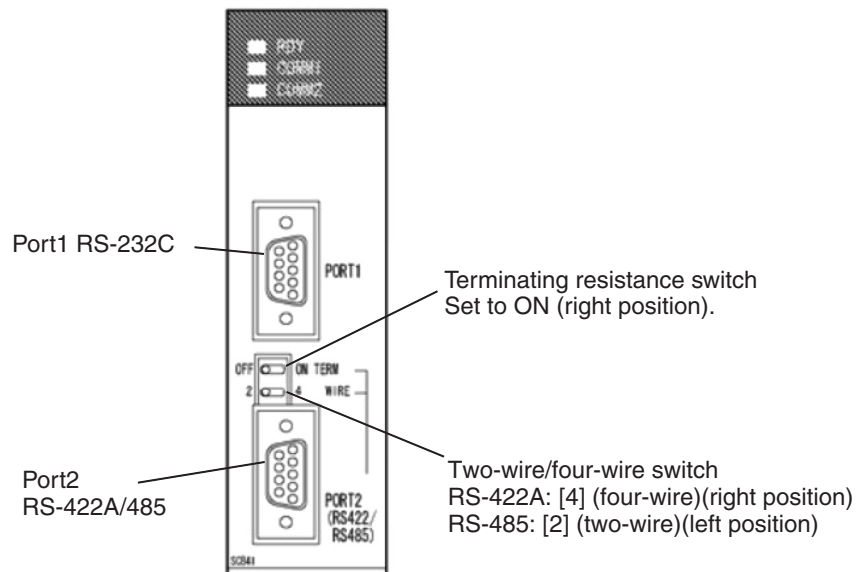 RDY
COMM1
COMM2
Port1 RS-232C
PORT1
Terminating resistance switch
Set to ON (right position).
OFF ON TERM
2 4 WIRE
Port2
RS-422A/485
Two-wire/four-wire switch
RS-422A: [4] (four-wire)(right position)
RS-485: [2] (two-wire)(left position)
PORT2
(RS422/
RS485)
SCB41